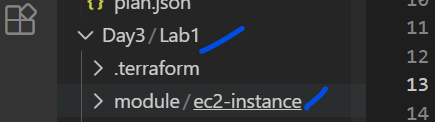 plan.json
Day3/Lab1
.terraform
module/ec2-instance
10
11
12
13
14